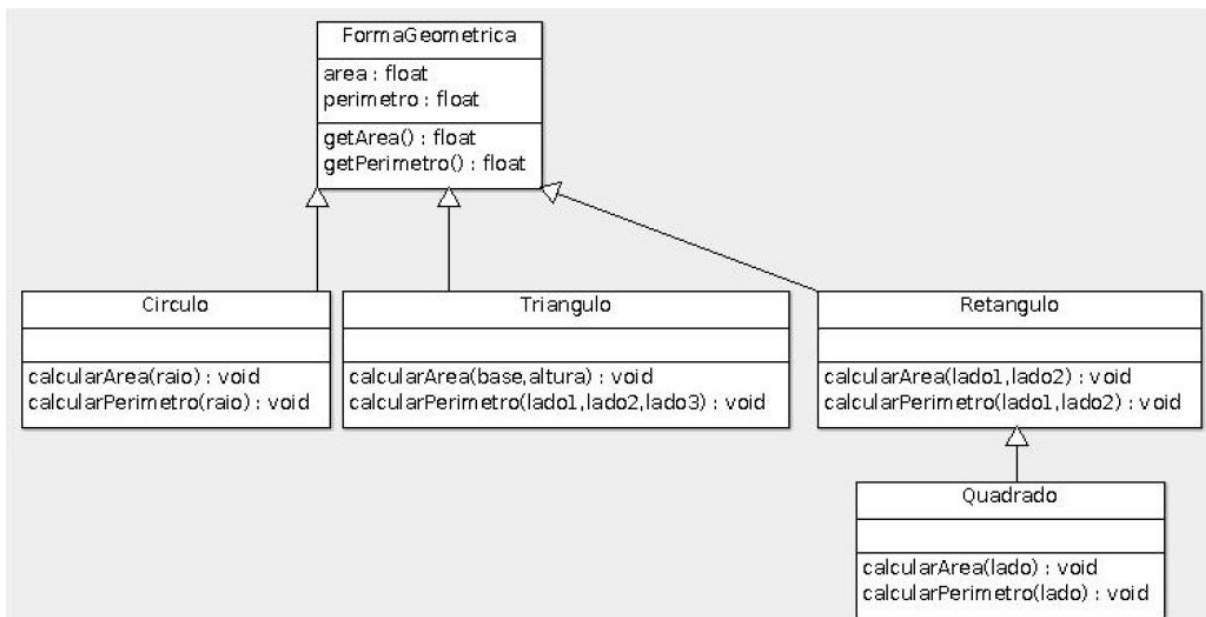 FormaGeometrica
area : float
perimetro : float
getArea() : float
getPerimetro() : float
Circulo
calcularArea(raio) : void
calcularPerimetro(raio) : void
Triangulo
calcularArea(base,altura) : void
calcularPerimetro(lado1,lado2,lado3) : void
Retangulo
calcularArea(lado1,lado2) : void
calcularPerimetro(lado1,lado2) : void
Quadrado
calcularArea(lado) : void
calcularPerimetro(lado) : void